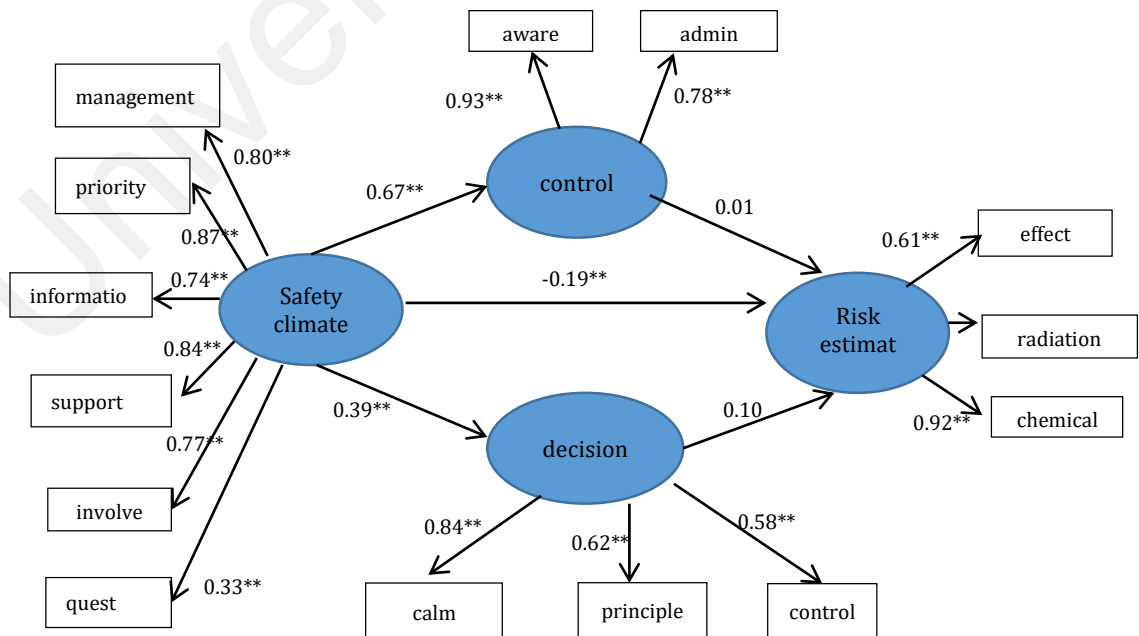 Univer
aware
admin
management
0.93**
0.78**
0.80**
priority
0.67**
control
0.01
0.87**
0.61**
effect
informatio
0.74**
Safety
climate
-0.19**
Risk
estimat
radiation
0.84**
support
0.39**
0.10
0.92**
chemical
0.77**
decision
involve
0.84**
0.62**
0.58**
quest
0.33**
calm
principle
control